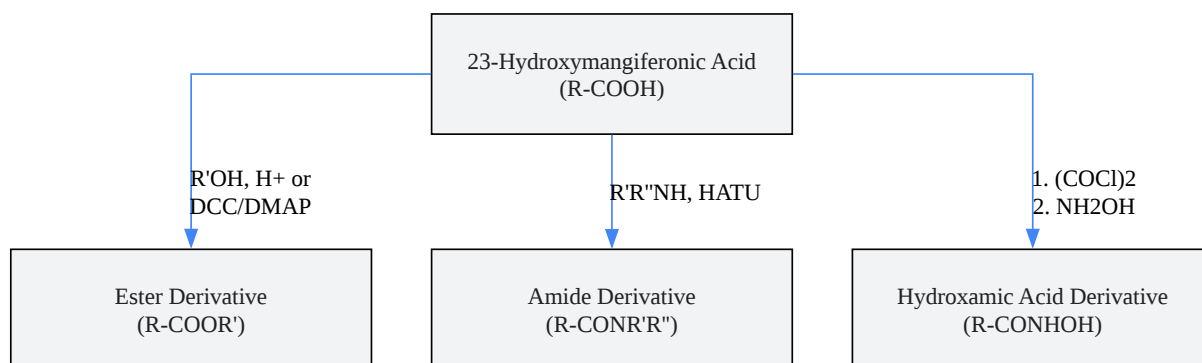 23-Hydroxymangiferonic Acid
(R-COOH)
R'OH, H+ or
DCC/DMAP
R'R''NH, HATU
1. (COCl)2
2. NH2OH
Ester Derivative
(R-COOR')
Amide Derivative
(R-CONR'R'')
Hydroxamic Acid Derivative
(R-CONHOH)